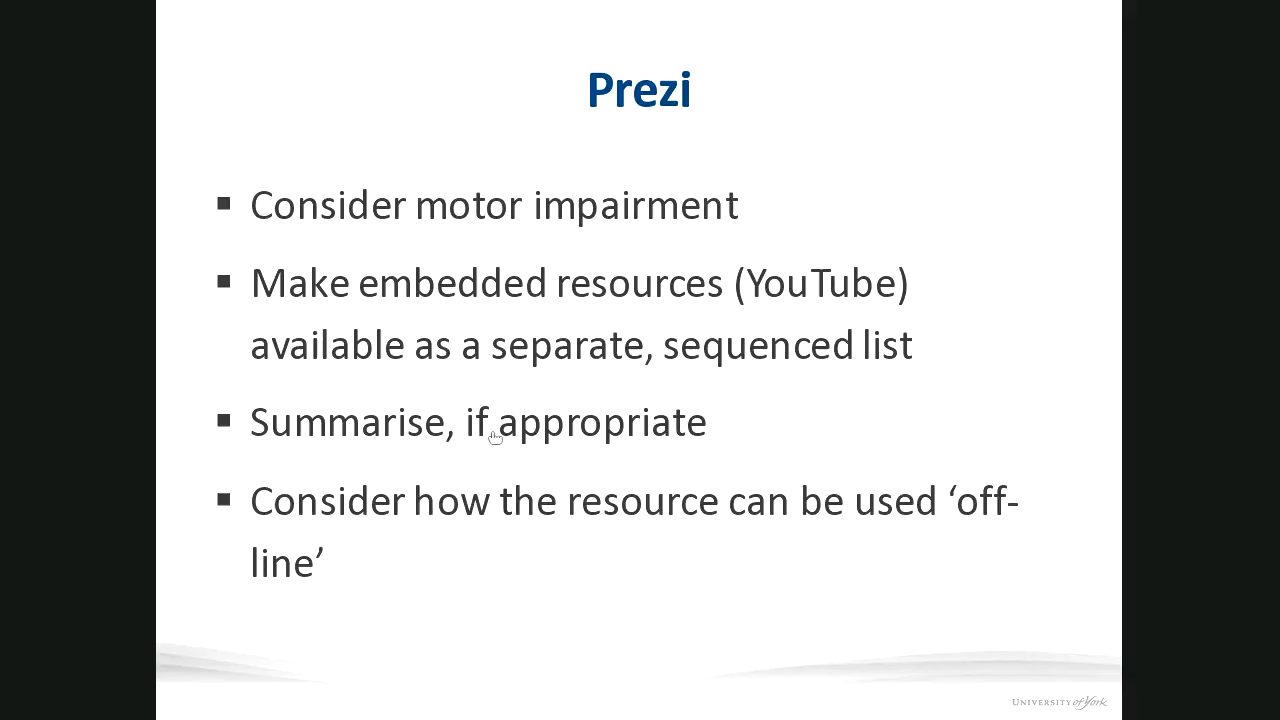 Prezi
Consider motor impairment
Make embedded resources (YouTube)
available as a separate, sequenced list
Summarise, if appropriate
Consider how the resource can be used ‘off-
line’
UNIVERSITY of York